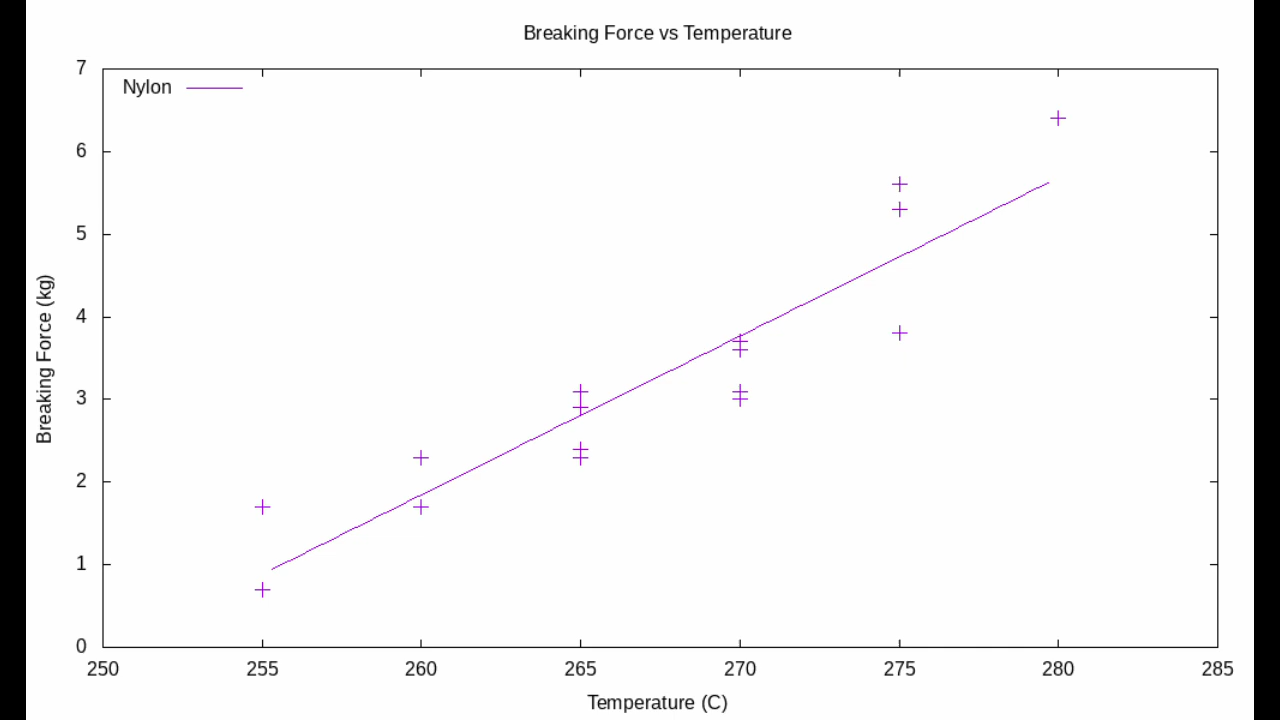 Breaking Force vs Temperature
Nylon
7
6
5
4
3
2
1
0
Breaking Force (kg)
250 255 260 265 270 275 280 285
Temperature (C)